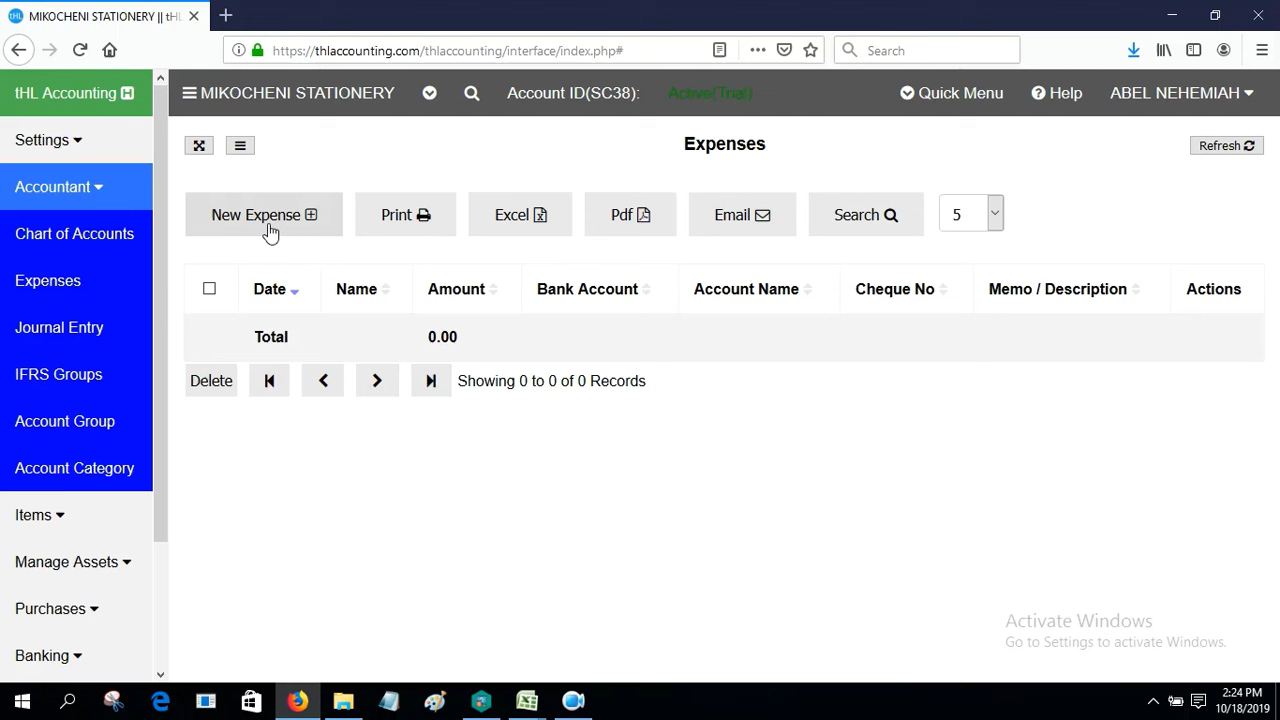 MIKOCHENI STATIONERY || tHL
https://thlaccounting.com/thlaccounting/interface/index.php#
Search
tHL Accounting
MIKOCHENI STATIONERY
Account ID(SC38):
Active(Trial)
Quick Menu
Help
ABEL NEHEMIAH
Settings
Accountant
Chart of Accounts
Expenses
Journal Entry
IFRS Groups
Account Group
Account Category
Items
Manage Assets
Purchases
Banking
Expenses
Refresh
New Expense
Print
Excel
Pdf
Email
Search
5
Date Name Amount Bank Account Account Name Cheque No Memo / Description Actions
Total 0.00
Delete
Showing 0 to 0 of 0 Records
Activate Windows
Go to Settings to activate Windows.
2:24 PM
10/18/2019